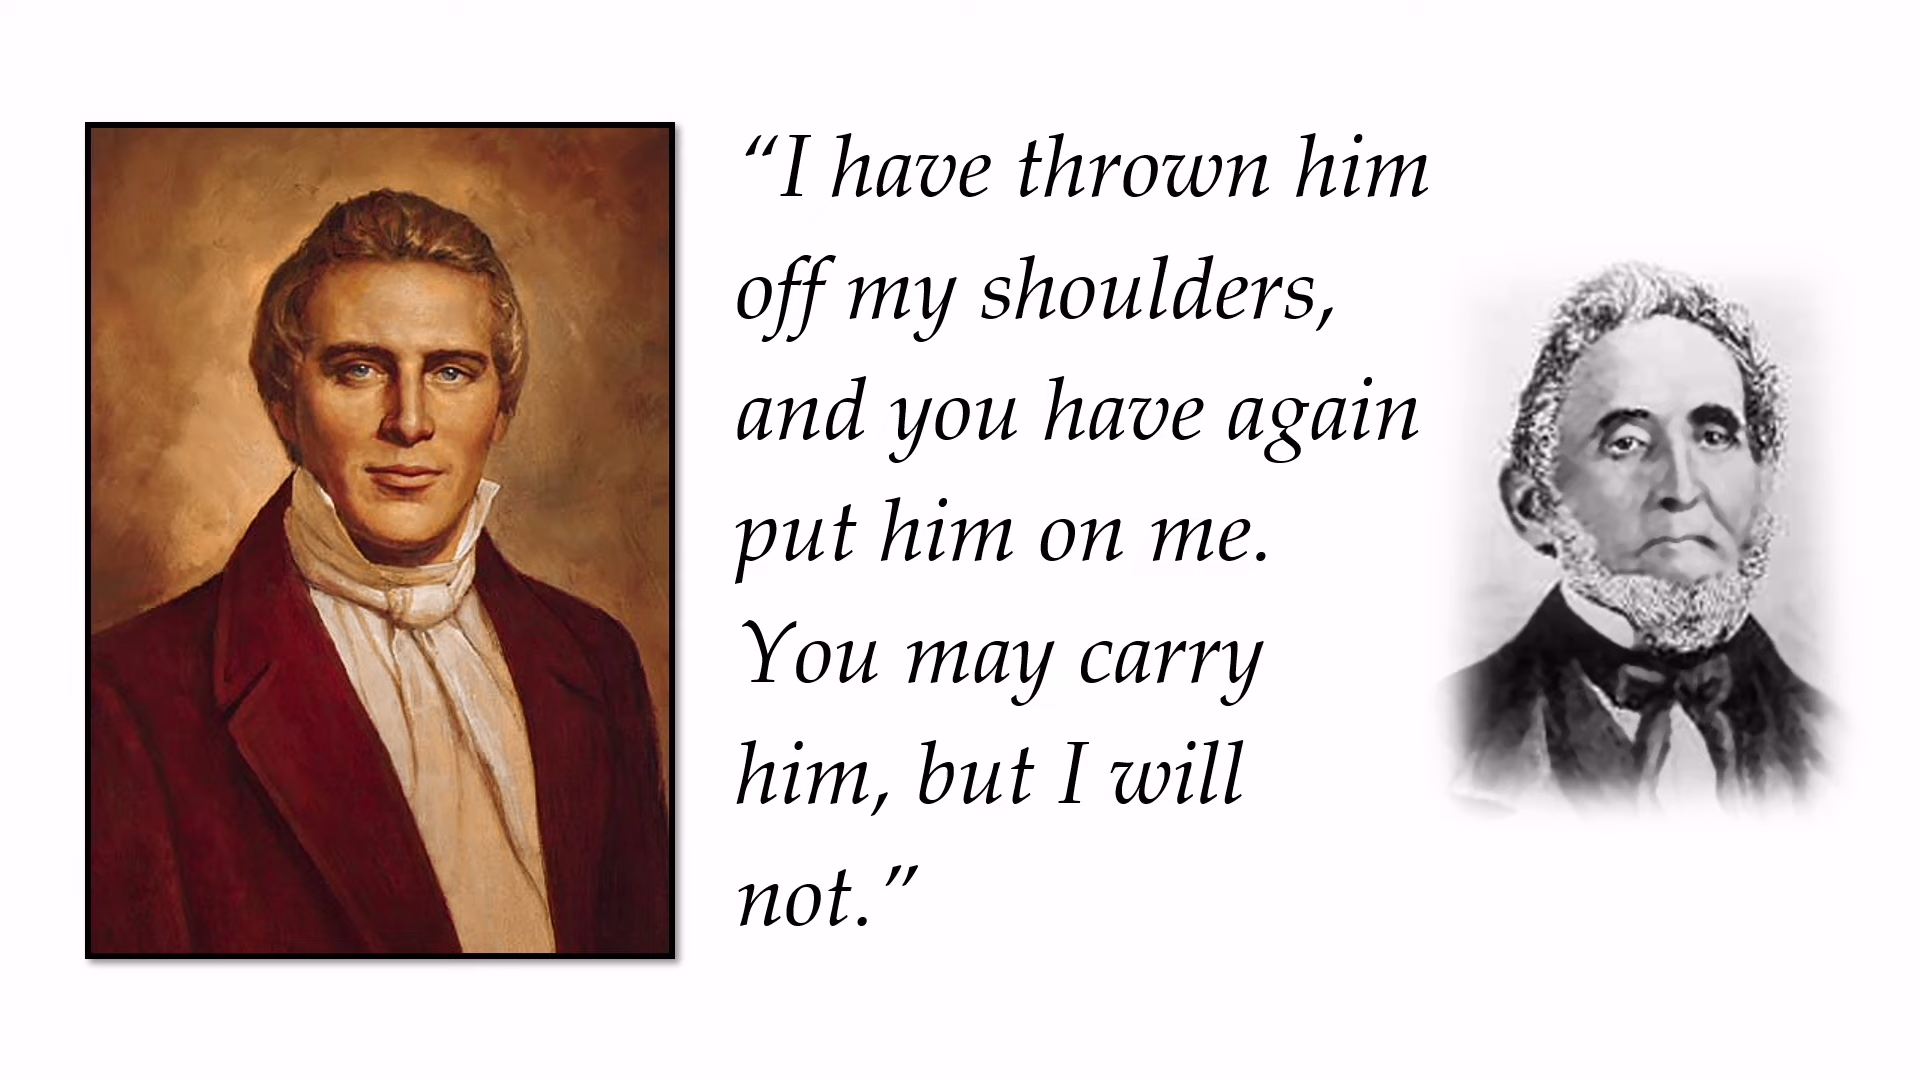 “I have thrown him
off my shoulders,
and you have again
put him on me.
You may carry
him, but I will
not.”